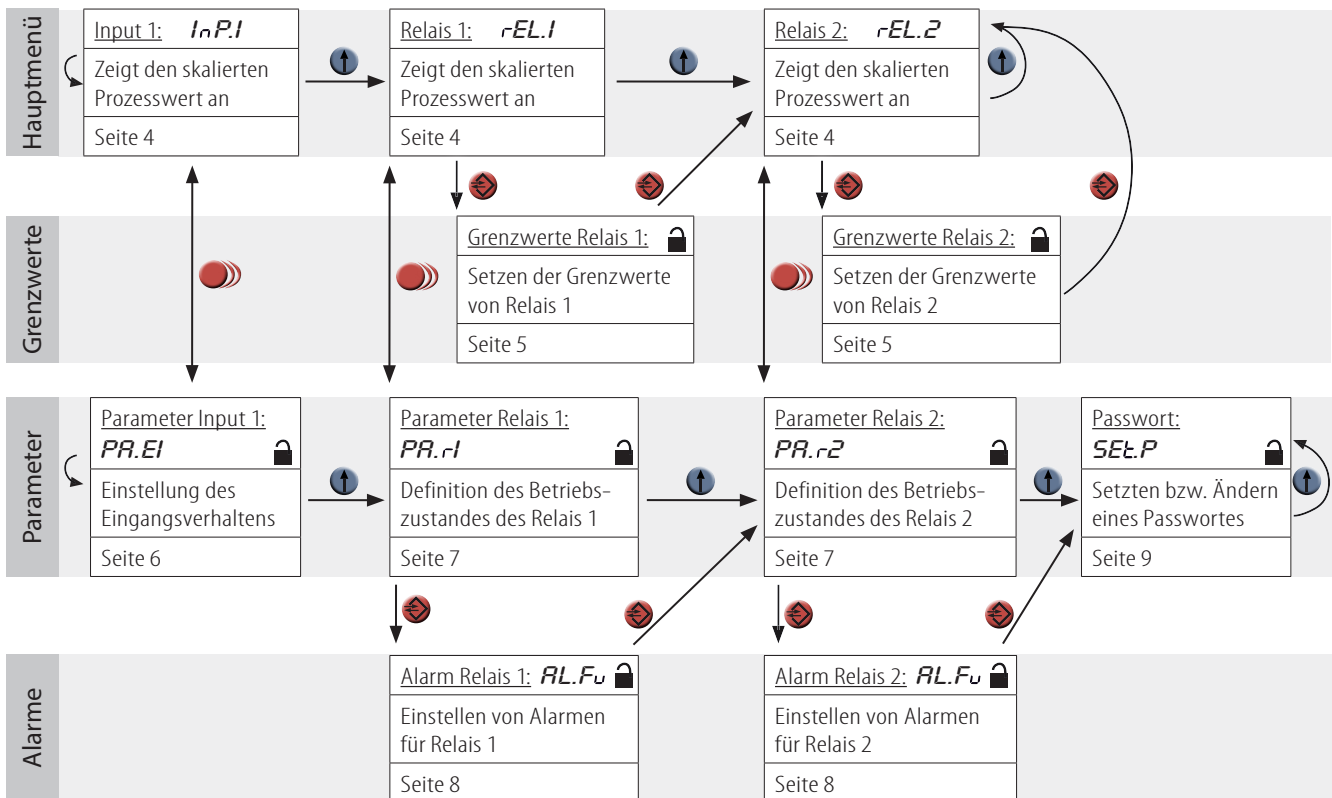 Hauptmenü
Input 1: InP.1
Zeigt den skalierten
Prozesswert an
Seite 4
Relais 1: rEL.1
Zeigt den skalierten
Prozesswert an
Seite 4
Relais 2: rEL.2
Zeigt den skalierten
Prozesswert an
Seite 4
Grenzwerte
Grenzwerte Relais 1:
Setzen der Grenzwerte
von Relais 1
Seite 5
Grenzwerte Relais 2:
Setzen der Grenzwerte
von Relais 2
Seite 5
Parameter
Parameter Input 1:
PA.E1
Einstellung des
Eingangsverhaltens
Seite 6
Parameter Relais 1:
PA.r1
Definition des Betriebs-
zustandes des Relais 1
Seite 7
Parameter Relais 2:
PA.r2
Definition des Betriebs-
zustandes des Relais 2
Seite 7
Passwort:
SEt.P
Setzten bzw. Ändern
eines Passwortes
Seite 9
Alarme
Alarm Relais 1: AL.Fu
Einstellen von Alarmen
für Relais 1
Seite 8
Alarm Relais 2: AL.Fu
Einstellen von Alarmen
für Relais 2
Seite 8